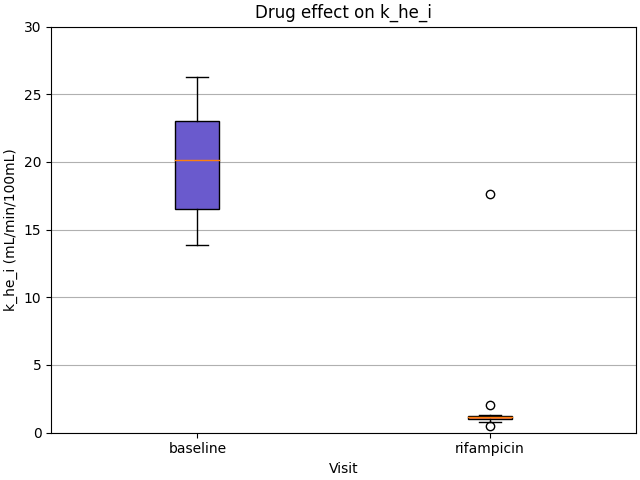 Drug effect on k_he_i
k_he_i (mL/min/100mL)
30
25
20
15
10
5
0
baseline
rifampicin
Visit